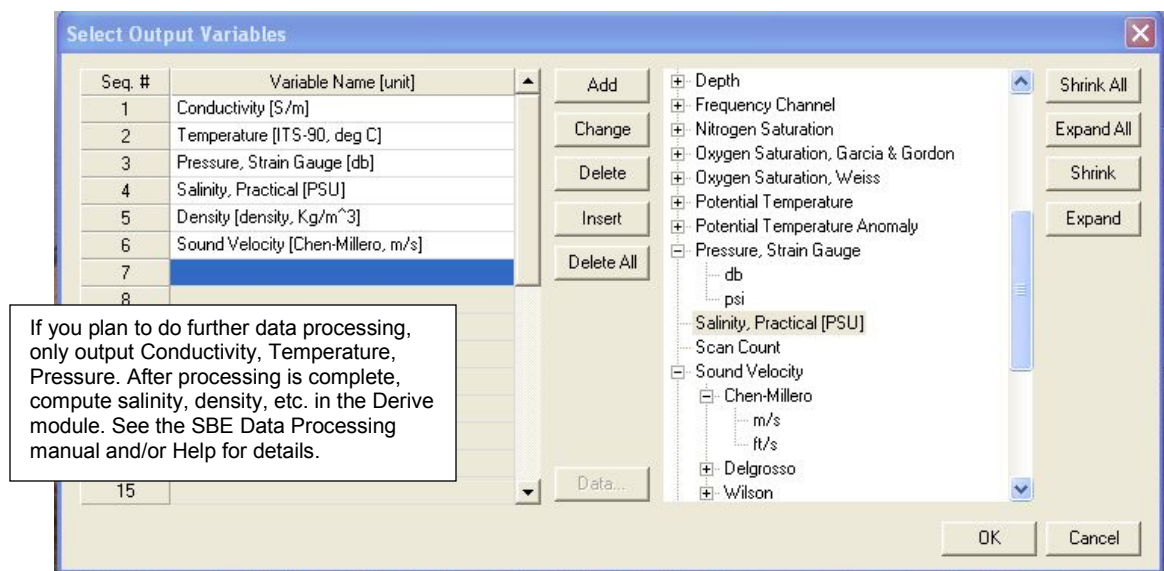 Select Output Variables
Seq. # Variable Name [unit]
1 Conductivity [S/m]
2 Temperature [ITS-90, deg C]
3 Pressure, Strain Gauge [db]
4 Salinity, Practical [PSU]
5 Density [density, Kg/m^3]
6 Sound Velocity [Chen-Millero, m/s]
7
8
15
If you plan to do further data processing,
only output Conductivity, Temperature,
Pressure. After processing is complete,
compute salinity, density, etc. in the Derive
module. See the SBE Data Processing
manual and/or Help for details.
Add
Change
Delete
Insert
Delete All
Data...
Depth
Frequency Channel
Nitrogen Saturation
Oxygen Saturation, Garcia & Gordon
Oxygen Saturation, Weiss
Potential Temperature
Potential Temperature Anomaly
Pressure, Strain Gauge
db
psi
Salinity, Practical [PSU]
Scan Count
Sound Velocity
Chen-Millero
m/s
ft/s
Delgrosso
Wilson
Shrink All
Expand All
Shrink
Expand
OK
Cancel